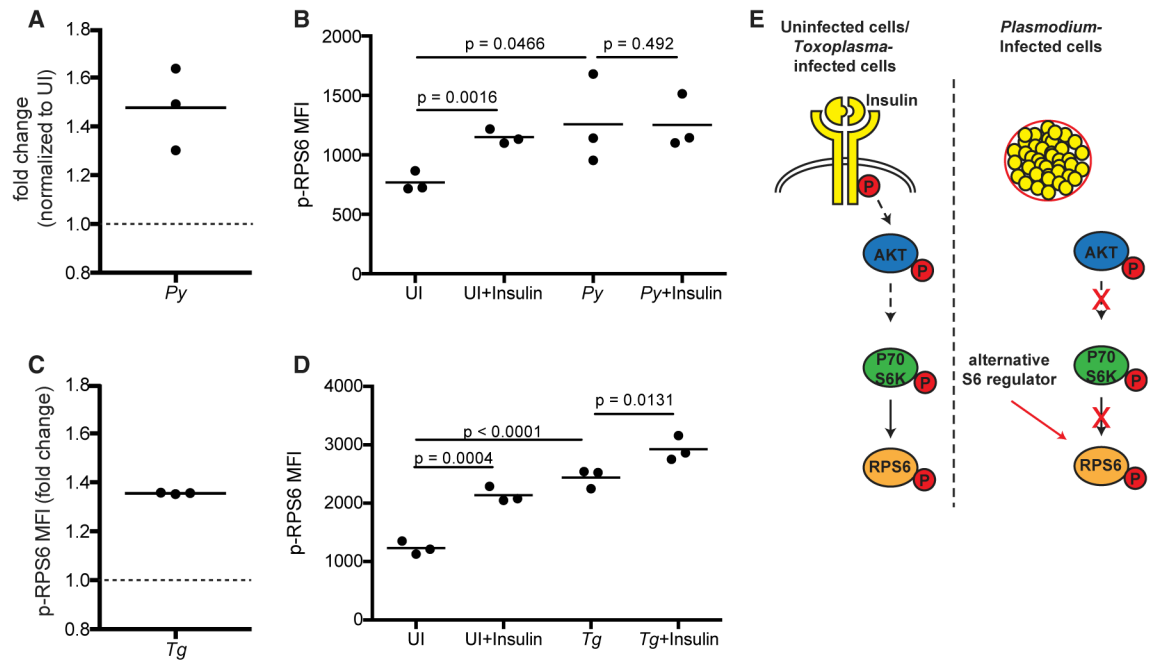 A
fold change
(normalized to UI)
1.8
1.6
1.4
1.2
1.0
0.8
Py
B
p-RPS6 MFI
2000
1500
1000
500
0
p = 0.0466
p = 0.492
p = 0.0016
UI
UI+Insulin
Py
Py+Insulin
C
p-RPS6 MFI (fold change)
1.8
1.6
1.4
1.2
1.0
0.8
Tg
D
p-RPS6 MFI
4000
3000
2000
1000
0
p = 0.0131
p < 0.0001
p = 0.0004
UI
UI+Insulin
Tg
Tg+Insulin
E
Uninfected cells/
Toxoplasma-
infected cells
Insulin
P
AKT
P
P70
S6K
P
RPS6
P
Plasmodium-
Infected cells
AKT
P
X
alternative
S6 regulator
P70
S6K
P
X
RPS6
P